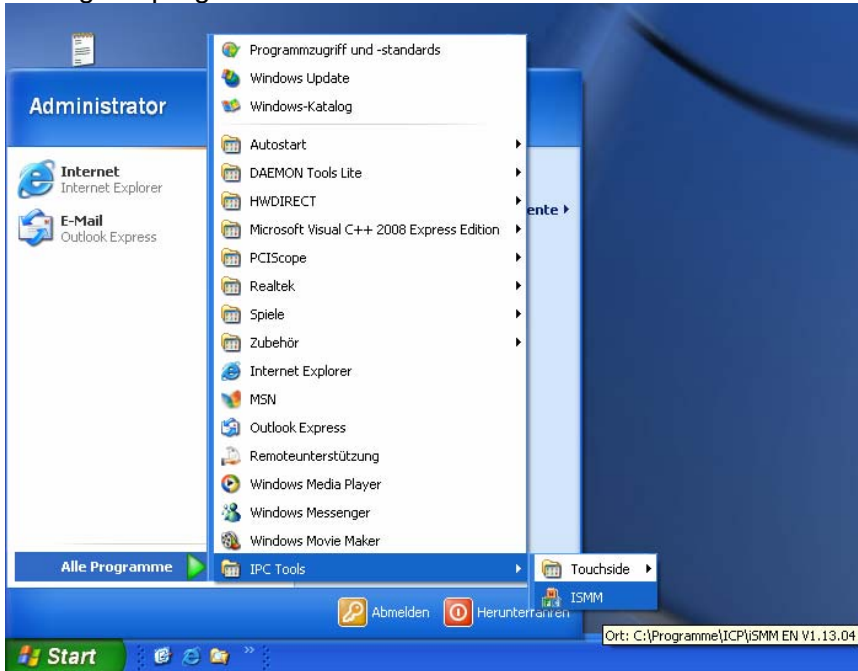 Administrator
Internet
Internet Explorer
E-Mail
Outlook Express
Alle Programme
Programmzugriff und -standards
Windows Update
Windows-Katalog
Autostart
DAEMON Tools Lite
HWDIRECT
Microsoft Visual C++ 2008 Express Edition
PCIScope
Realtek
Spiele
Zubehör
Internet Explorer
MSN
Outlook Express
Remoteunterstützung
Windows Media Player
Windows Messenger
Windows Movie Maker
IPC Tools
ente
Touchside
ISMM
Ort: C:\Programme\ICP\iSMM EN V1.13.04
Abmelden
Herunterfahren
Start